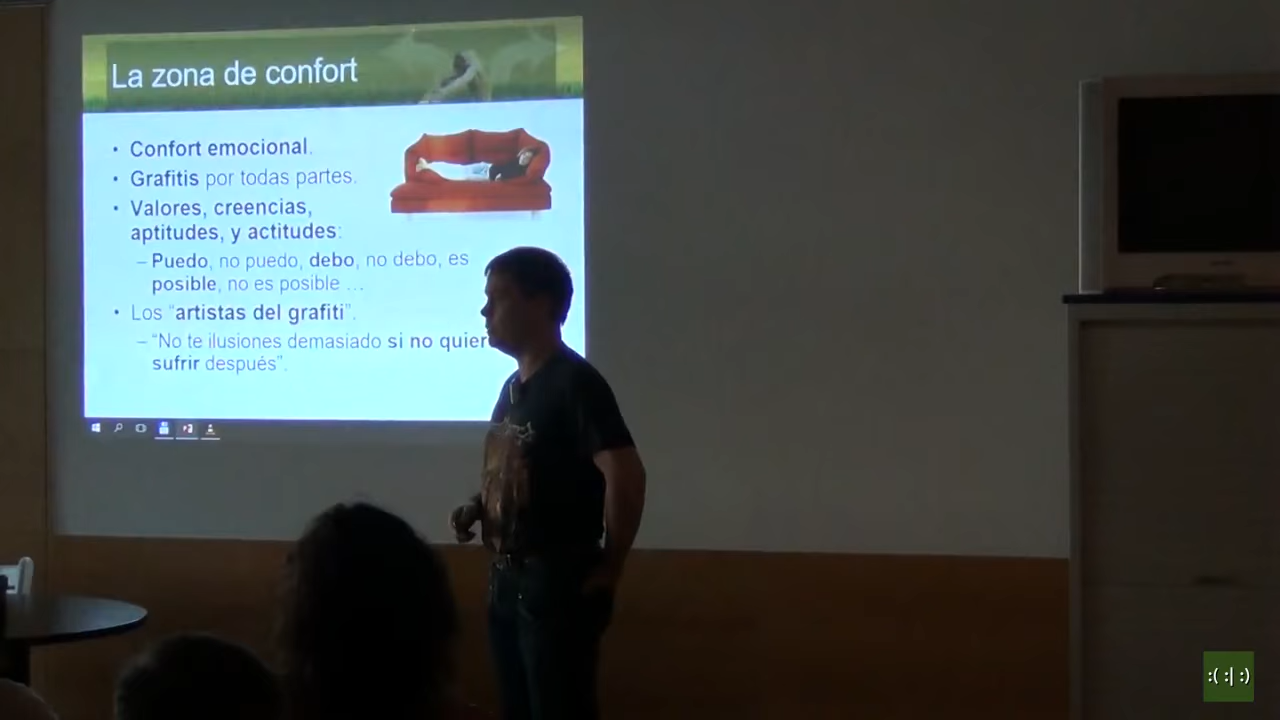 La zona de confort
• Confort emocional.
• Grafitis por todas partes.
• Valores, creencias,
aptitudes, y actitudes:
– Puedo, no puedo, debo, no debo, es
posible, no es posible ...
• Los “artistas del grafiti”.
– “No te ilusiones demasiado si no quier
sufrir después”.
:( :| :)